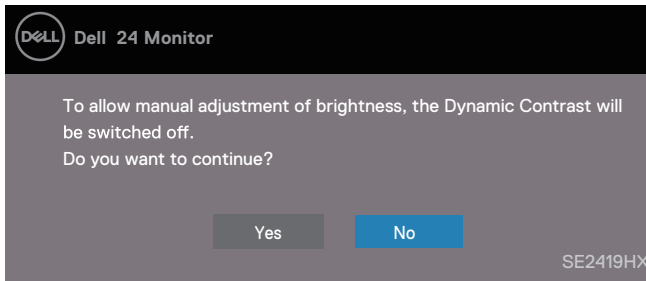 DELL Dell 24 Monitor
To allow manual adjustment of brightness, the Dynamic Contrast will
be switched off.
Do you want to continue?
Yes No
SE2419HX